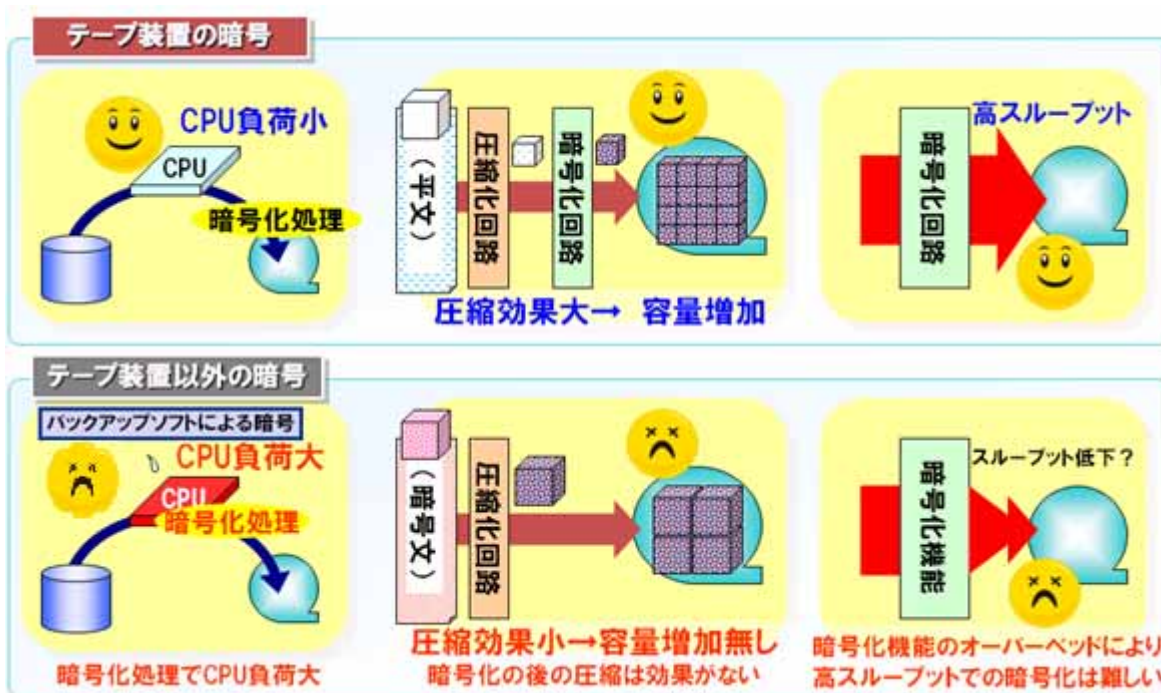 テープ装置の暗号
CPU負荷小
CPU
暗号化処理
(平文)
圧縮化回路
暗号化回路
圧縮効果大→ 容量増加
高スループット
暗号化回路
テープ装置以外の暗号
バックアップソフトによる暗号
CPU負荷大
CPU
暗号化処理
暗号化処理でCPU負荷大
(暗号文)
圧縮化回路
圧縮効果小→容量増加無し
暗号化の後の圧縮は効果がない
スループット低下?
暗号化機能
暗号化機能のオーバーベッドにより
高スループットでの暗号化は難しい